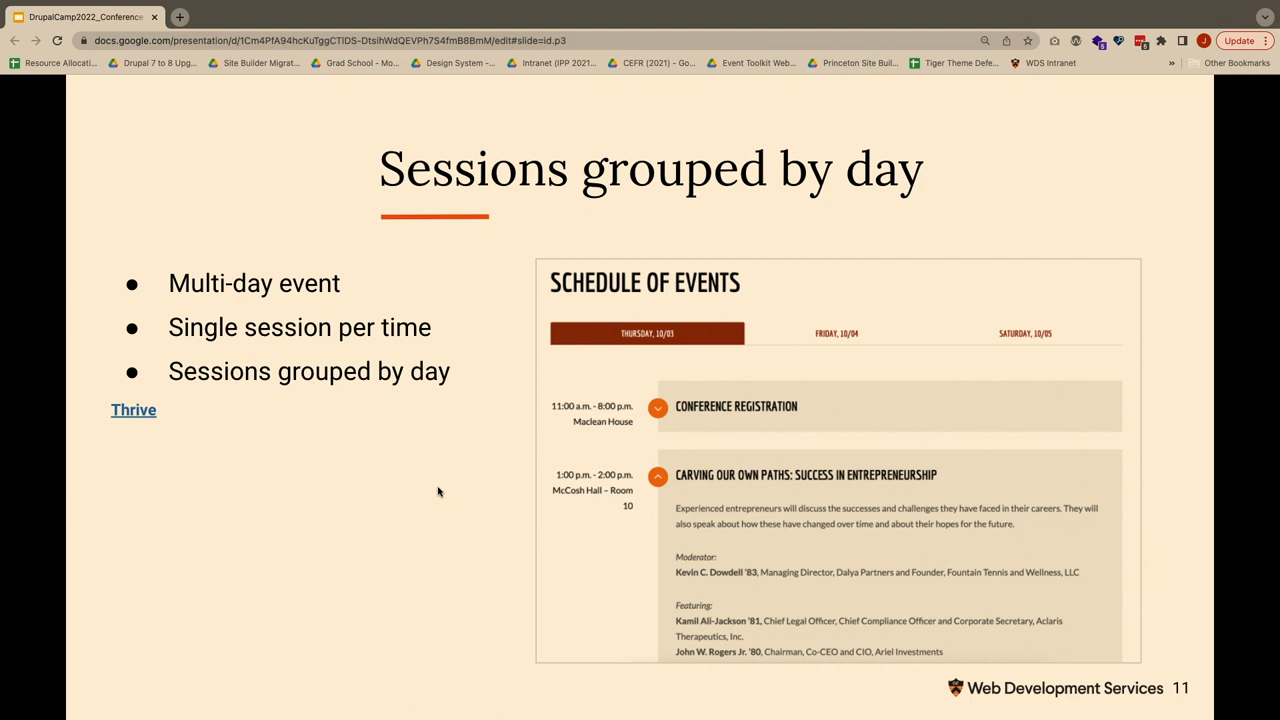 DrupalCamp2022_Conference
docs.google.com/presentation/d/1Cm4PfA94hcKuTggCTlDS-DtsihWdQEVPh7S4fmB8BmM/edit#slide=id.p3
Update
Resource Allocati...
Drupal 7 to 8 Upg...
Site Builder Migrat...
Grad School - Mo...
Design System -...
Intranet (IPP 2021...
CEFR (2021) - Go...
Event Toolkit Web...
Princeton Site Buil...
Tiger Theme Defe...
WDS Intranet
»
Other Bookmarks
Sessions grouped by day
● Multi-day event
● Single session per time
● Sessions grouped by day
Thrive
SCHEDULE OF EVENTS
THURSDAY, 10/03
FRIDAY, 10/04
SATURDAY, 10/05
11:00 a.m. - 8:00 p.m.
Maclean House
CONFERENCE REGISTRATION
1:00 p.m. - 2:00 p.m.
McCosh Hall – Room
10
CARVING OUR OWN PATHS: SUCCESS IN ENTREPRENEURSHIP
Experienced entrepreneurs will discuss the successes and challenges they have faced in their careers. They will
also speak about how these have changed over time and about their hopes for the future.
Moderator:
Kevin C. Dowdell '83, Managing Director, Dalya Partners and Founder, Fountain Tennis and Wellness, LLC
Featuring:
Kamil Ali-Jackson '81, Chief Legal Officer, Chief Compliance Officer and Corporate Secretary, Aclaris
Therapeutics, Inc.
John W. Rogers Jr. '80, Chairman, Co-CEO and CIO, Ariel Investments
Web Development Services 11